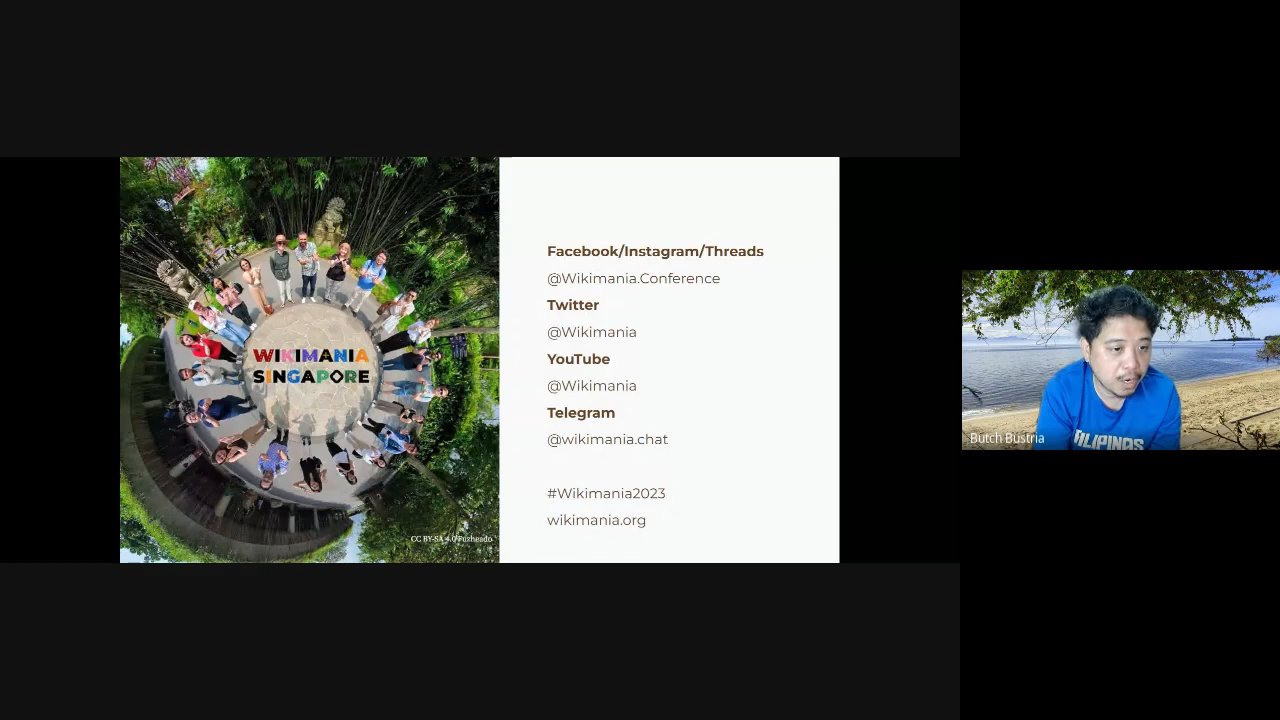 WIKIMANIA
SINGAPORE
CC BY-SA 4.0 Fuzheado
Facebook/Instagram/Threads
@Wikimania.Conference
Twitter
@Wikimania
YouTube
@Wikimania
Telegram
@wikimania.chat
#Wikimania2023
wikimania.org
Butch Bustria
FILIPINAS